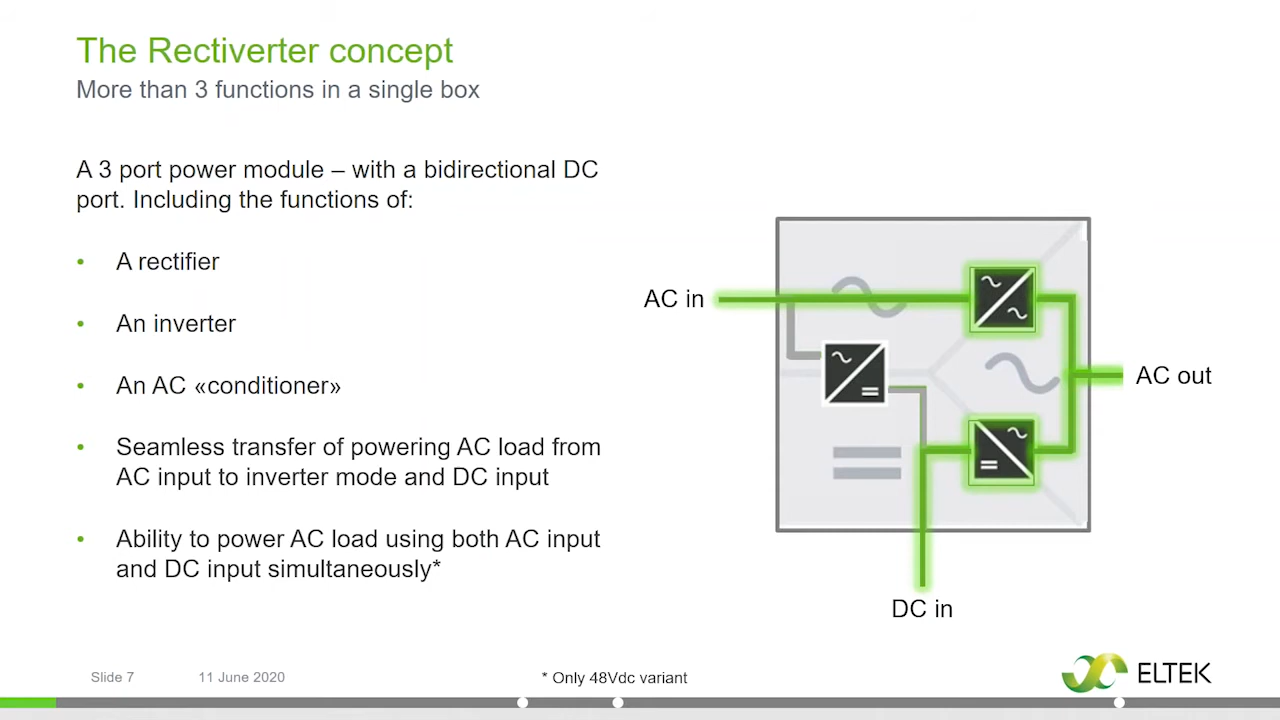 The Rectiverter concept
More than 3 functions in a single box
A 3 port power module – with a bidirectional DC
port. Including the functions of:
• A rectifier
• An inverter
• An AC «conditioner»
• Seamless transfer of powering AC load from
AC input to inverter mode and DC input
• Ability to power AC load using both AC input
and DC input simultaneously*
AC in
AC out
DC in
Slide 7
11 June 2020
* Only 48Vdc variant
ELTEK